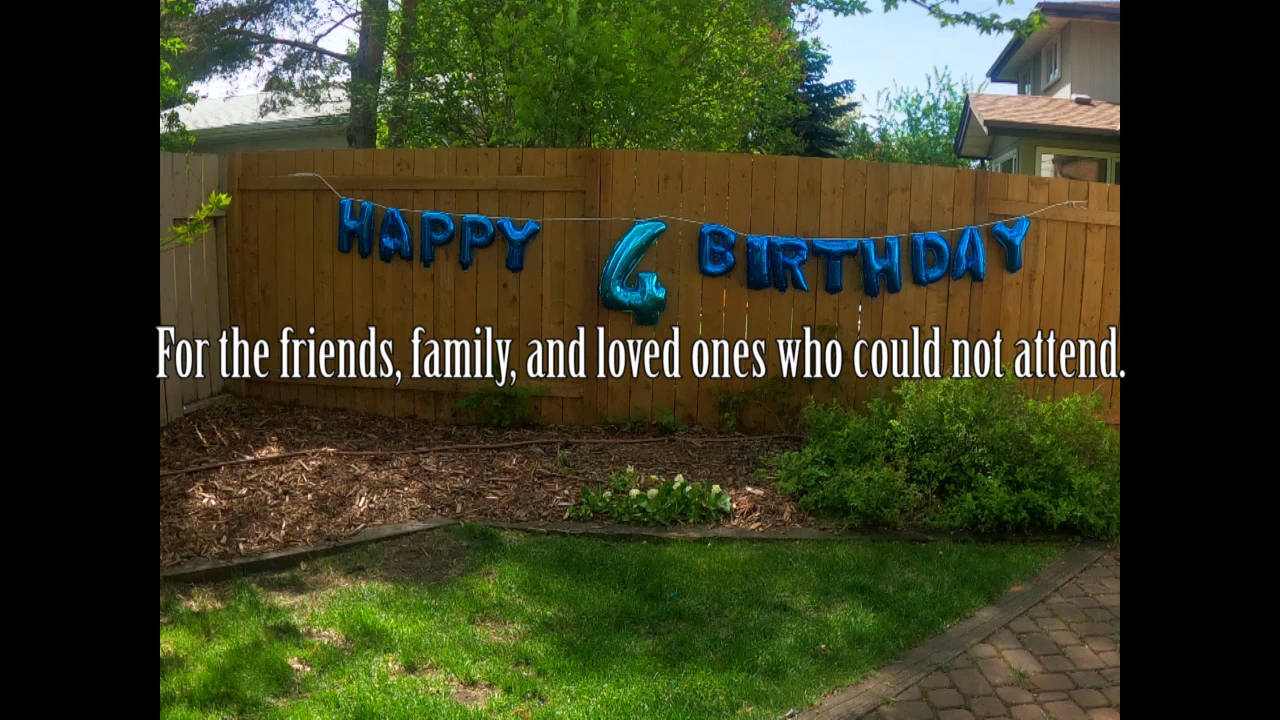 HAPPY 4 BIRTHDAY
For the friends, family, and loved ones who could not attend.